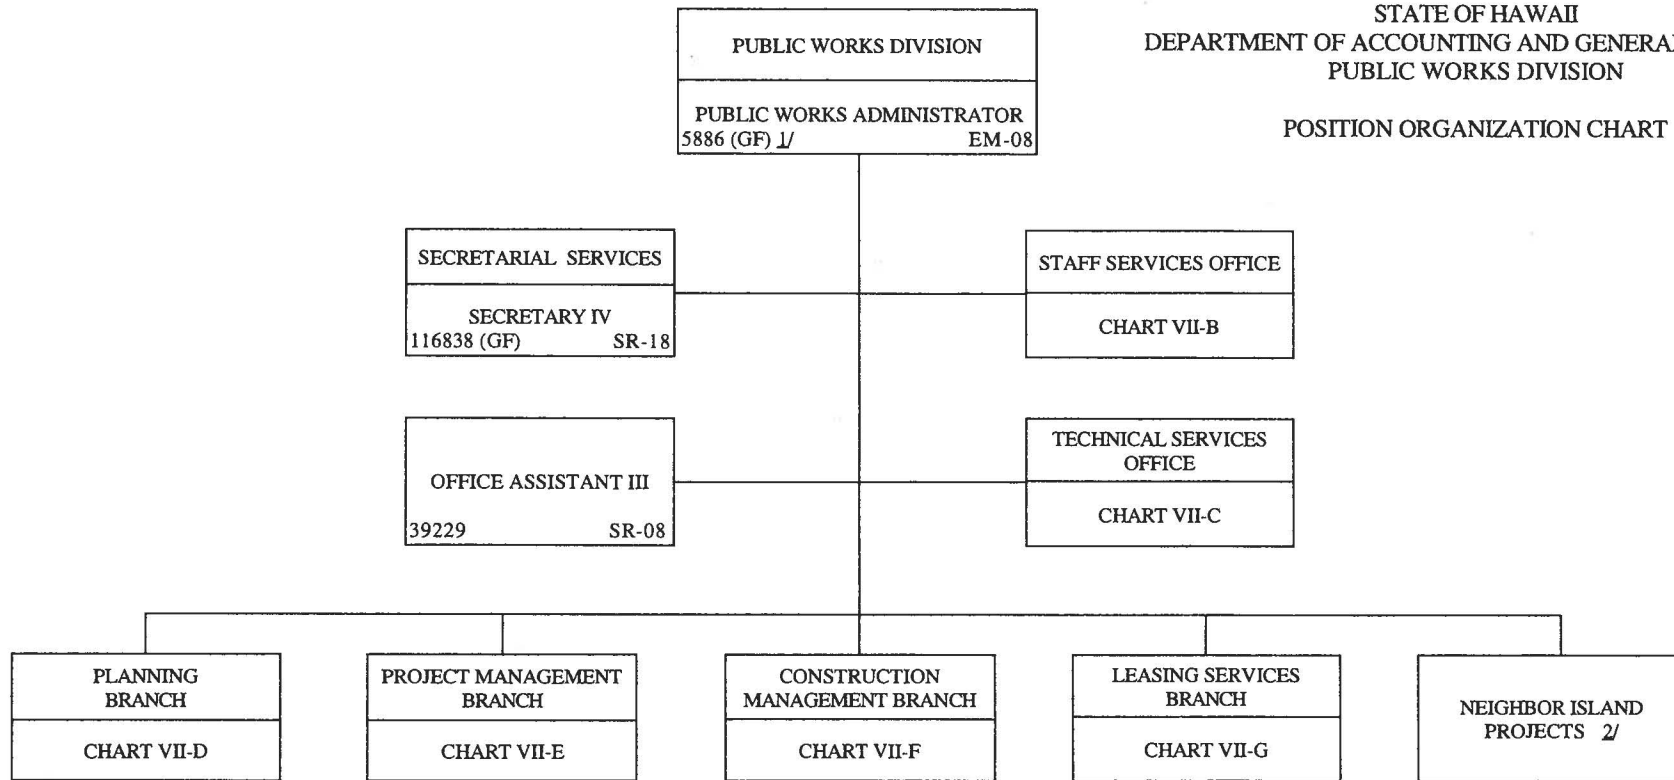 STATE OF HAWAII
DEPARTMENT OF ACCOUNTING AND
PUBLIC WORKS DIVISION
POSITION ORGANIZATION CHART
PUBLIC WORKS DIVISION
PUBLIC WORKS ADMINISTRATOR
5886 (GF) 1/ EM-08
SECRETARIAL SERVICES
SECRETARY IV
116838 (GF) SR-18
STAFF SERVICES OFFICE
CHART VII-B
OFFICE ASSISTANT III
39229 SR-08
TECHNICAL SERVICES
OFFICE
CHART VII-C
PLANNING
BRANCH
CHART VII-D
PROJECT MANAGEMENT
BRANCH
CHART VII-E
CONSTRUCTION
MANAGEMENT BRANCH
CHART VII-F
LEASING SERVICES
BRANCH
CHART VII-G
NEIGHBOR ISLAND
PROJECTS 2/